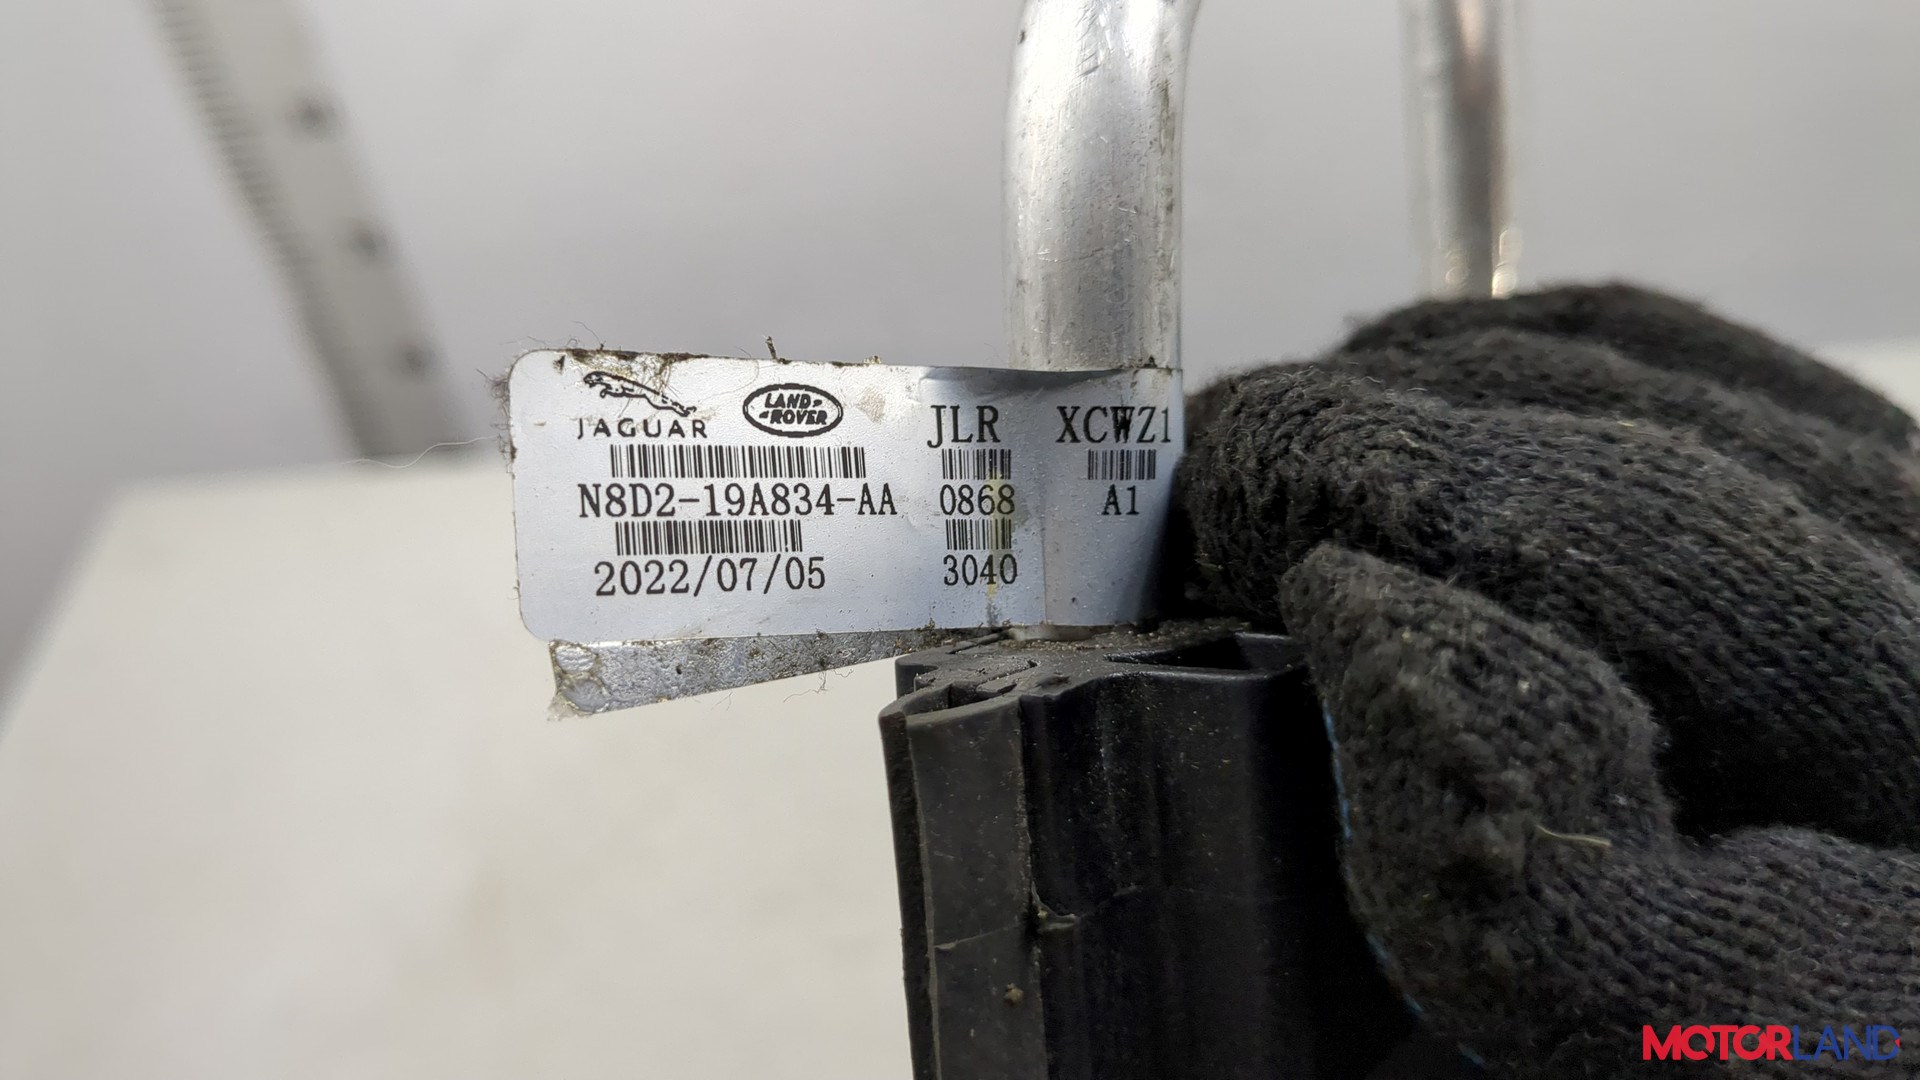 JAGUAR
LAND-
-ROVER
JLR XCWZ1
N8D2-19A834-AA 0868 A1
2022/07/05 3040
MOTORLAND